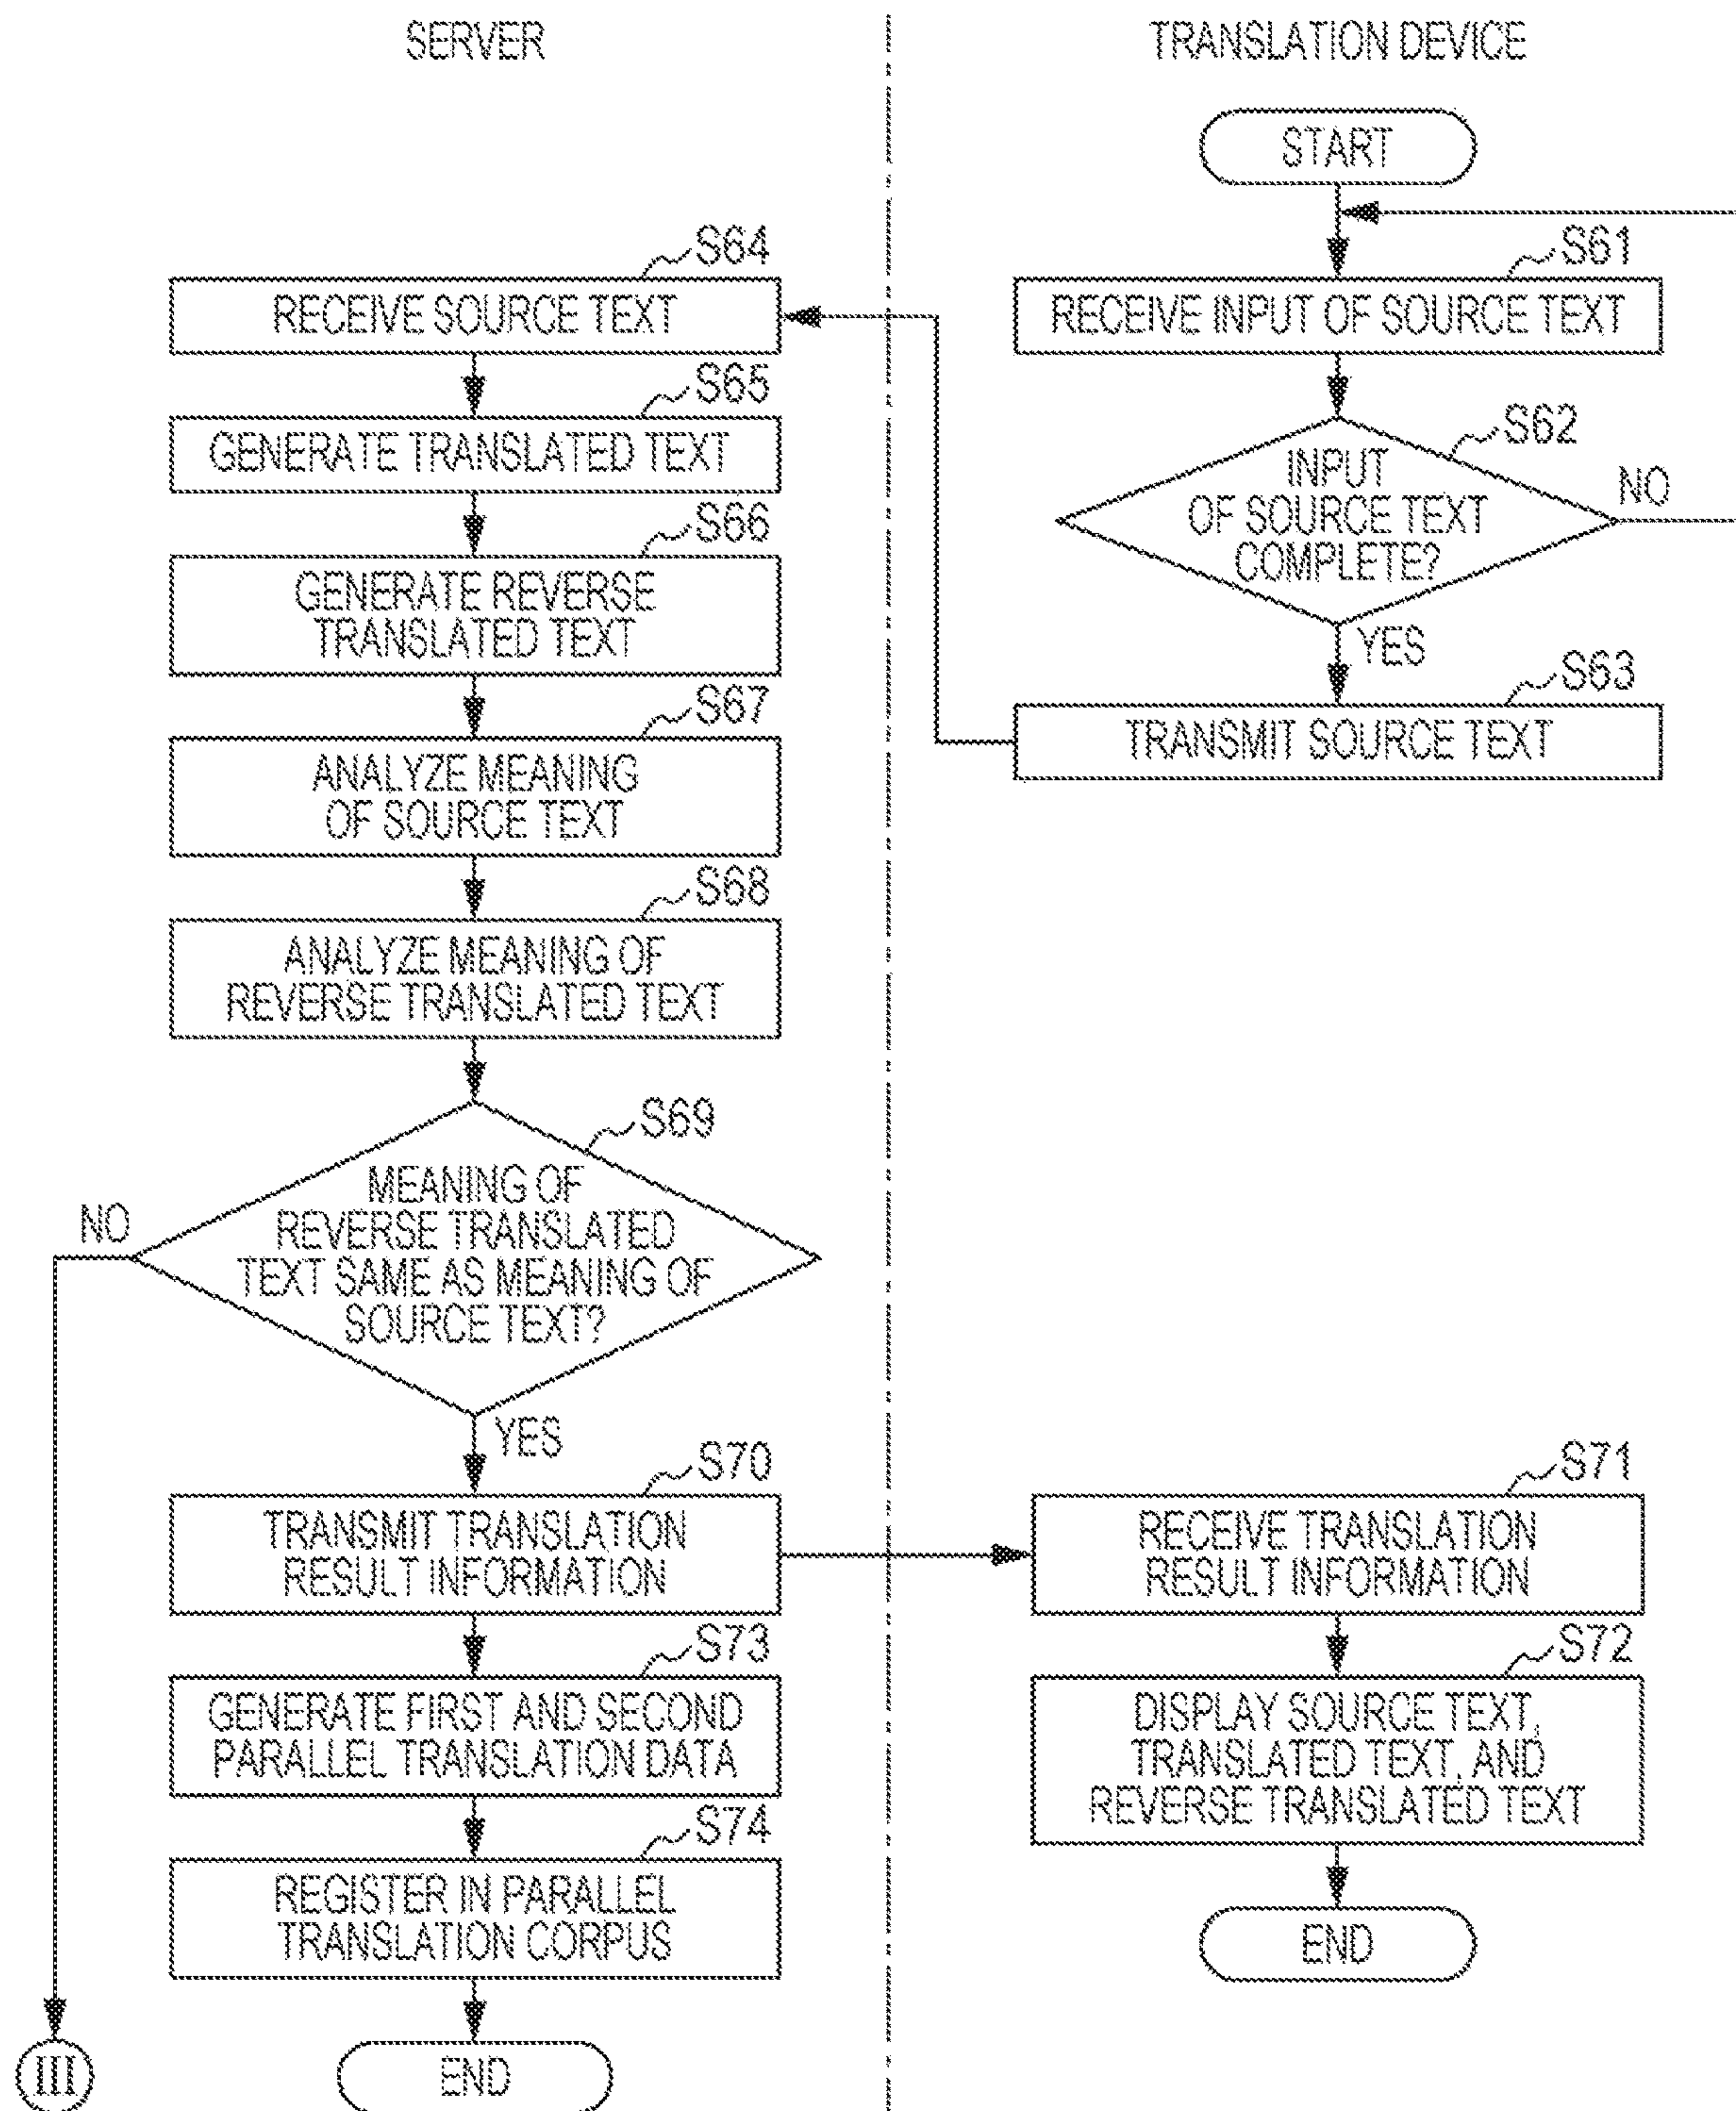 SERVER
TRANSLATION DEVICE
START
S61
RECEIVE INPUT OF SOURCE TEXT
S62
INPUT
OF SOURCE TEXT
COMPLETE?
NO
YES
S63
TRANSMIT SOURCE TEXT
S64
RECEIVE SOURCE TEXT
S65
GENERATE TRANSLATED TEXT
S66
GENERATE REVERSE
TRANSLATED TEXT
S67
ANALYZE MEANING
OF SOURCE TEXT
S68
ANALYZE MEANING OF
REVERSE TRANSLATED TEXT
S69
MEANING OF
REVERSE TRANSLATED
TEXT SAME AS MEANING OF
SOURCE TEXT?
NO
YES
S70
TRANSMIT TRANSLATION
RESULT INFORMATION
S71
RECEIVE TRANSLATION
RESULT INFORMATION
S72
DISPLAY SOURCE TEXT,
TRANSLATED TEXT, AND
REVERSE TRANSLATED TEXT
END
S73
GENERATE FIRST AND SECOND
PARALLEL TRANSLATION DATA
S74
REGISTER IN PARALLEL
TRANSLATION CORPUS
END
III